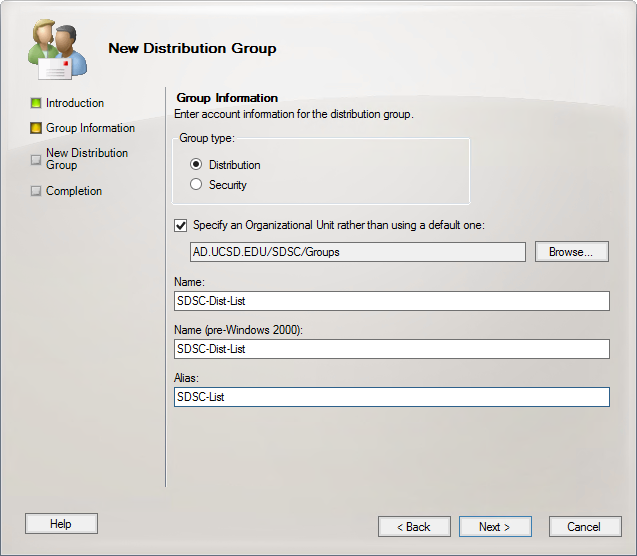 New Distribution Group
Introduction
Group Information
New Distribution
Group
Completion
Group Information
Enter account information for the distribution group.
Group type:
Distribution
Security
Specify an Organizational Unit rather than using a default one:
AD.UCSD.EDU/SDSC/Groups
Browse...
Name:
SDSC-Dist-List
Name (pre-Windows 2000):
SDSC-Dist-List
Alias:
SDSC-List
Help
< Back
Next >
Cancel